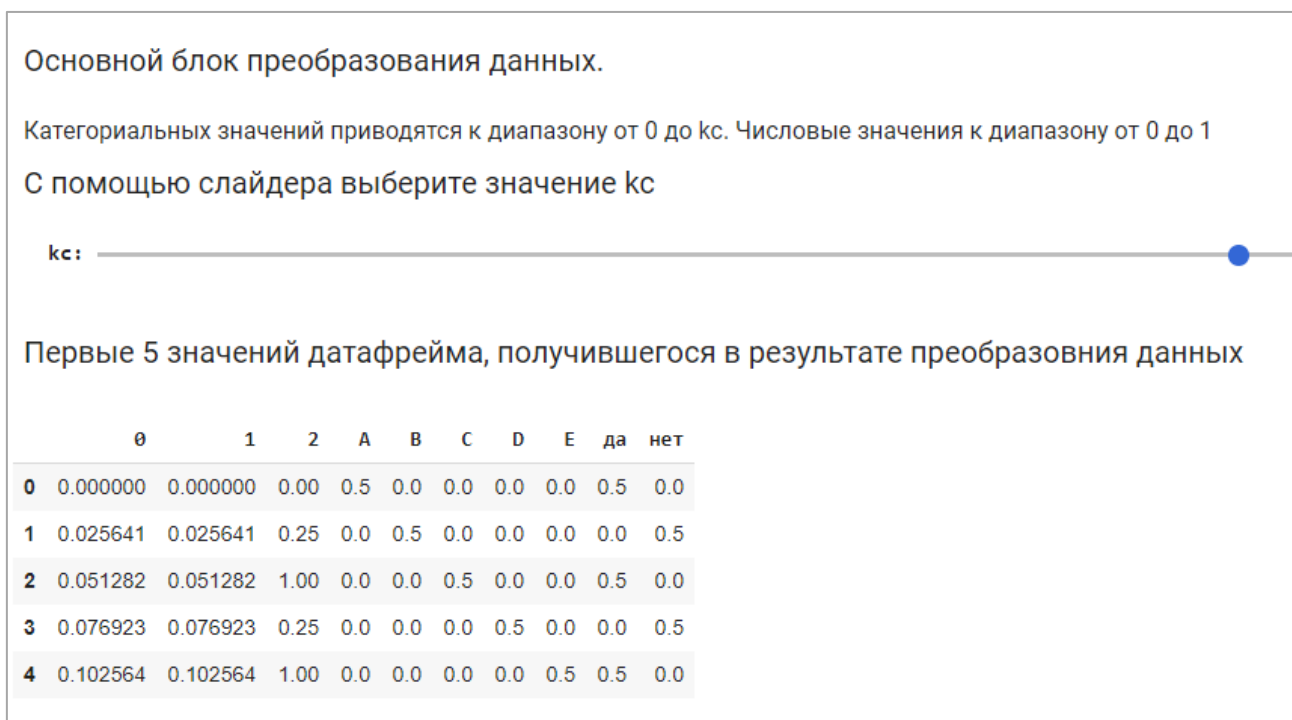 Основной блок преобразования данных.
Категориальных значений приводятся к диапазону от 0 до kc. Числовые значения к диапазону от 0 до 1
С помощью слайдера выберите значение kc
kc:
Первые 5 значений датафрейма, получившегося в результате преобразовния данных
0 1 2 A B C D E да нет
0 0.000000 0.000000 0.00 0.5 0.0 0.0 0.0 0.0 0.5 0.0
1 0.025641 0.025641 0.25 0.0 0.5 0.0 0.0 0.0 0.0 0.5
2 0.051282 0.051282 1.00 0.0 0.0 0.5 0.0 0.0 0.5 0.0
3 0.076923 0.076923 0.25 0.0 0.0 0.0 0.5 0.0 0.0 0.5
4 0.102564 0.102564 1.00 0.0 0.0 0.0 0.0 0.5 0.5 0.0